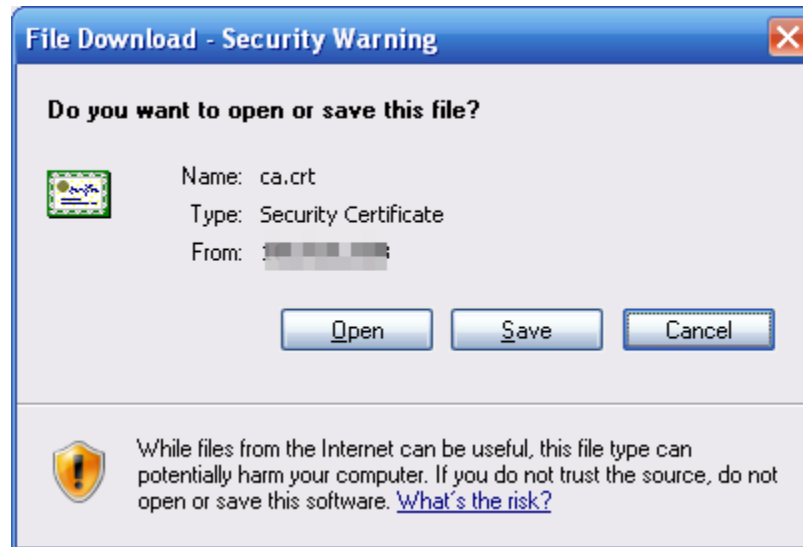 File Download - Security Warning
Do you want to open or save this file?
Name: ca.crt
Type: Security Certificate
From:
Open Save Cancel
While files from the Internet can be useful, this file type can
potentially harm your computer. If you do not trust the source, do not
open or save this software. What's the risk?